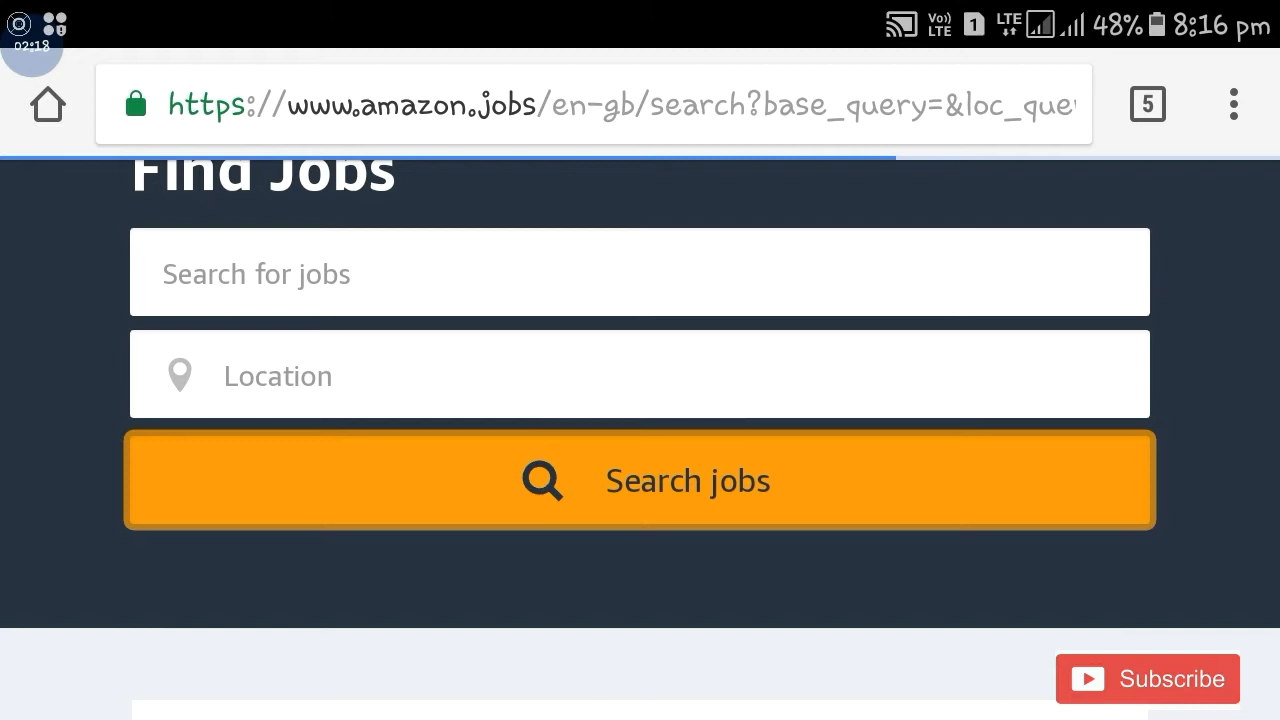 02:18
Vo))
LTE
1
LTE
48%
8:16 pm
https://www.amazon.jobs/en-gb/search?base_query=&loc_que
5
Find Jobs
Search for jobs
Location
Search jobs
Subscribe